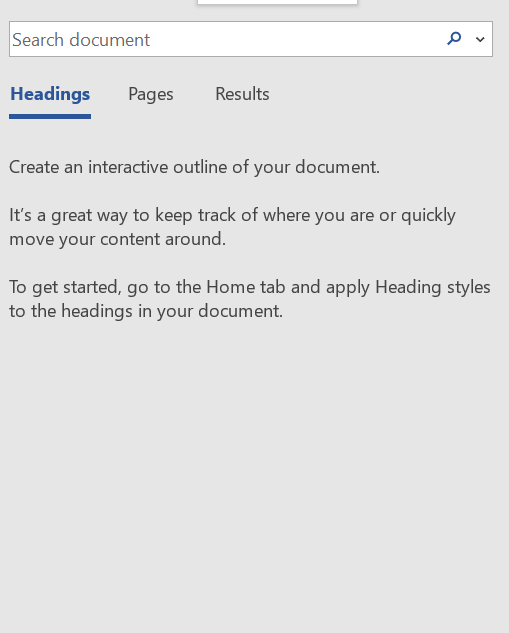 Search document
Headings Pages Results
Create an interactive outline of your document.
It's a great way to keep track of where you are or quickly
move your content around.
To get started, go to the Home tab and apply Heading styles
to the headings in your document.